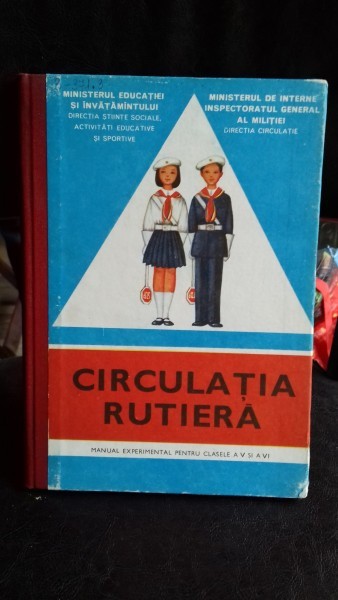 MINISTERUL EDUCAȚIEI
ȘI ÎNVĂȚĂMÎNTULUI
DIRECȚIA ȘTIINȚE SOCIALE,
ACTIVITĂȚI EDUCATIVE
ȘI SPORTIVE
MINISTERUL DE INTERNE
INSPECTORATUL GENERAL
AL MILIȚIEI
DIRECȚIA CIRCULAȚIE
CIRCULAȚIA
RUTIERĂ
MANUAL EXPERIMENTAL PENTRU CLASELE A V ȘI A VI